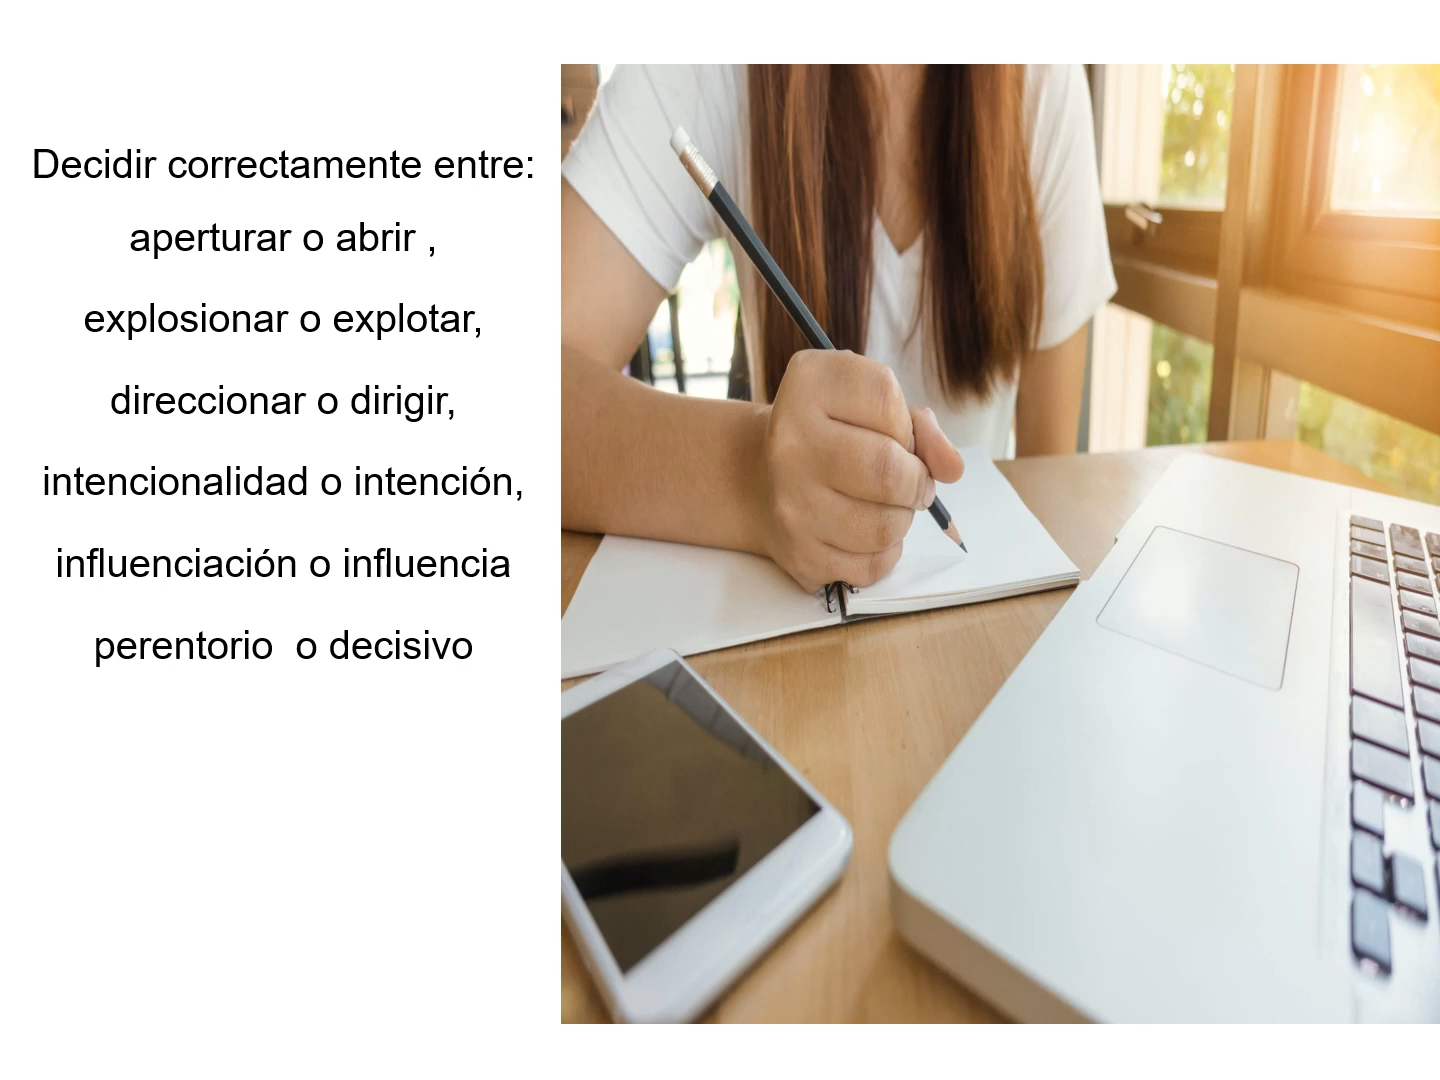 Decidir correctamente entre:
aperturar o abrir ,
explosionar o explotar,
direccionar o dirigir,
intencionalidad o intención,
influenciación o influencia
perentorio  o decisivo